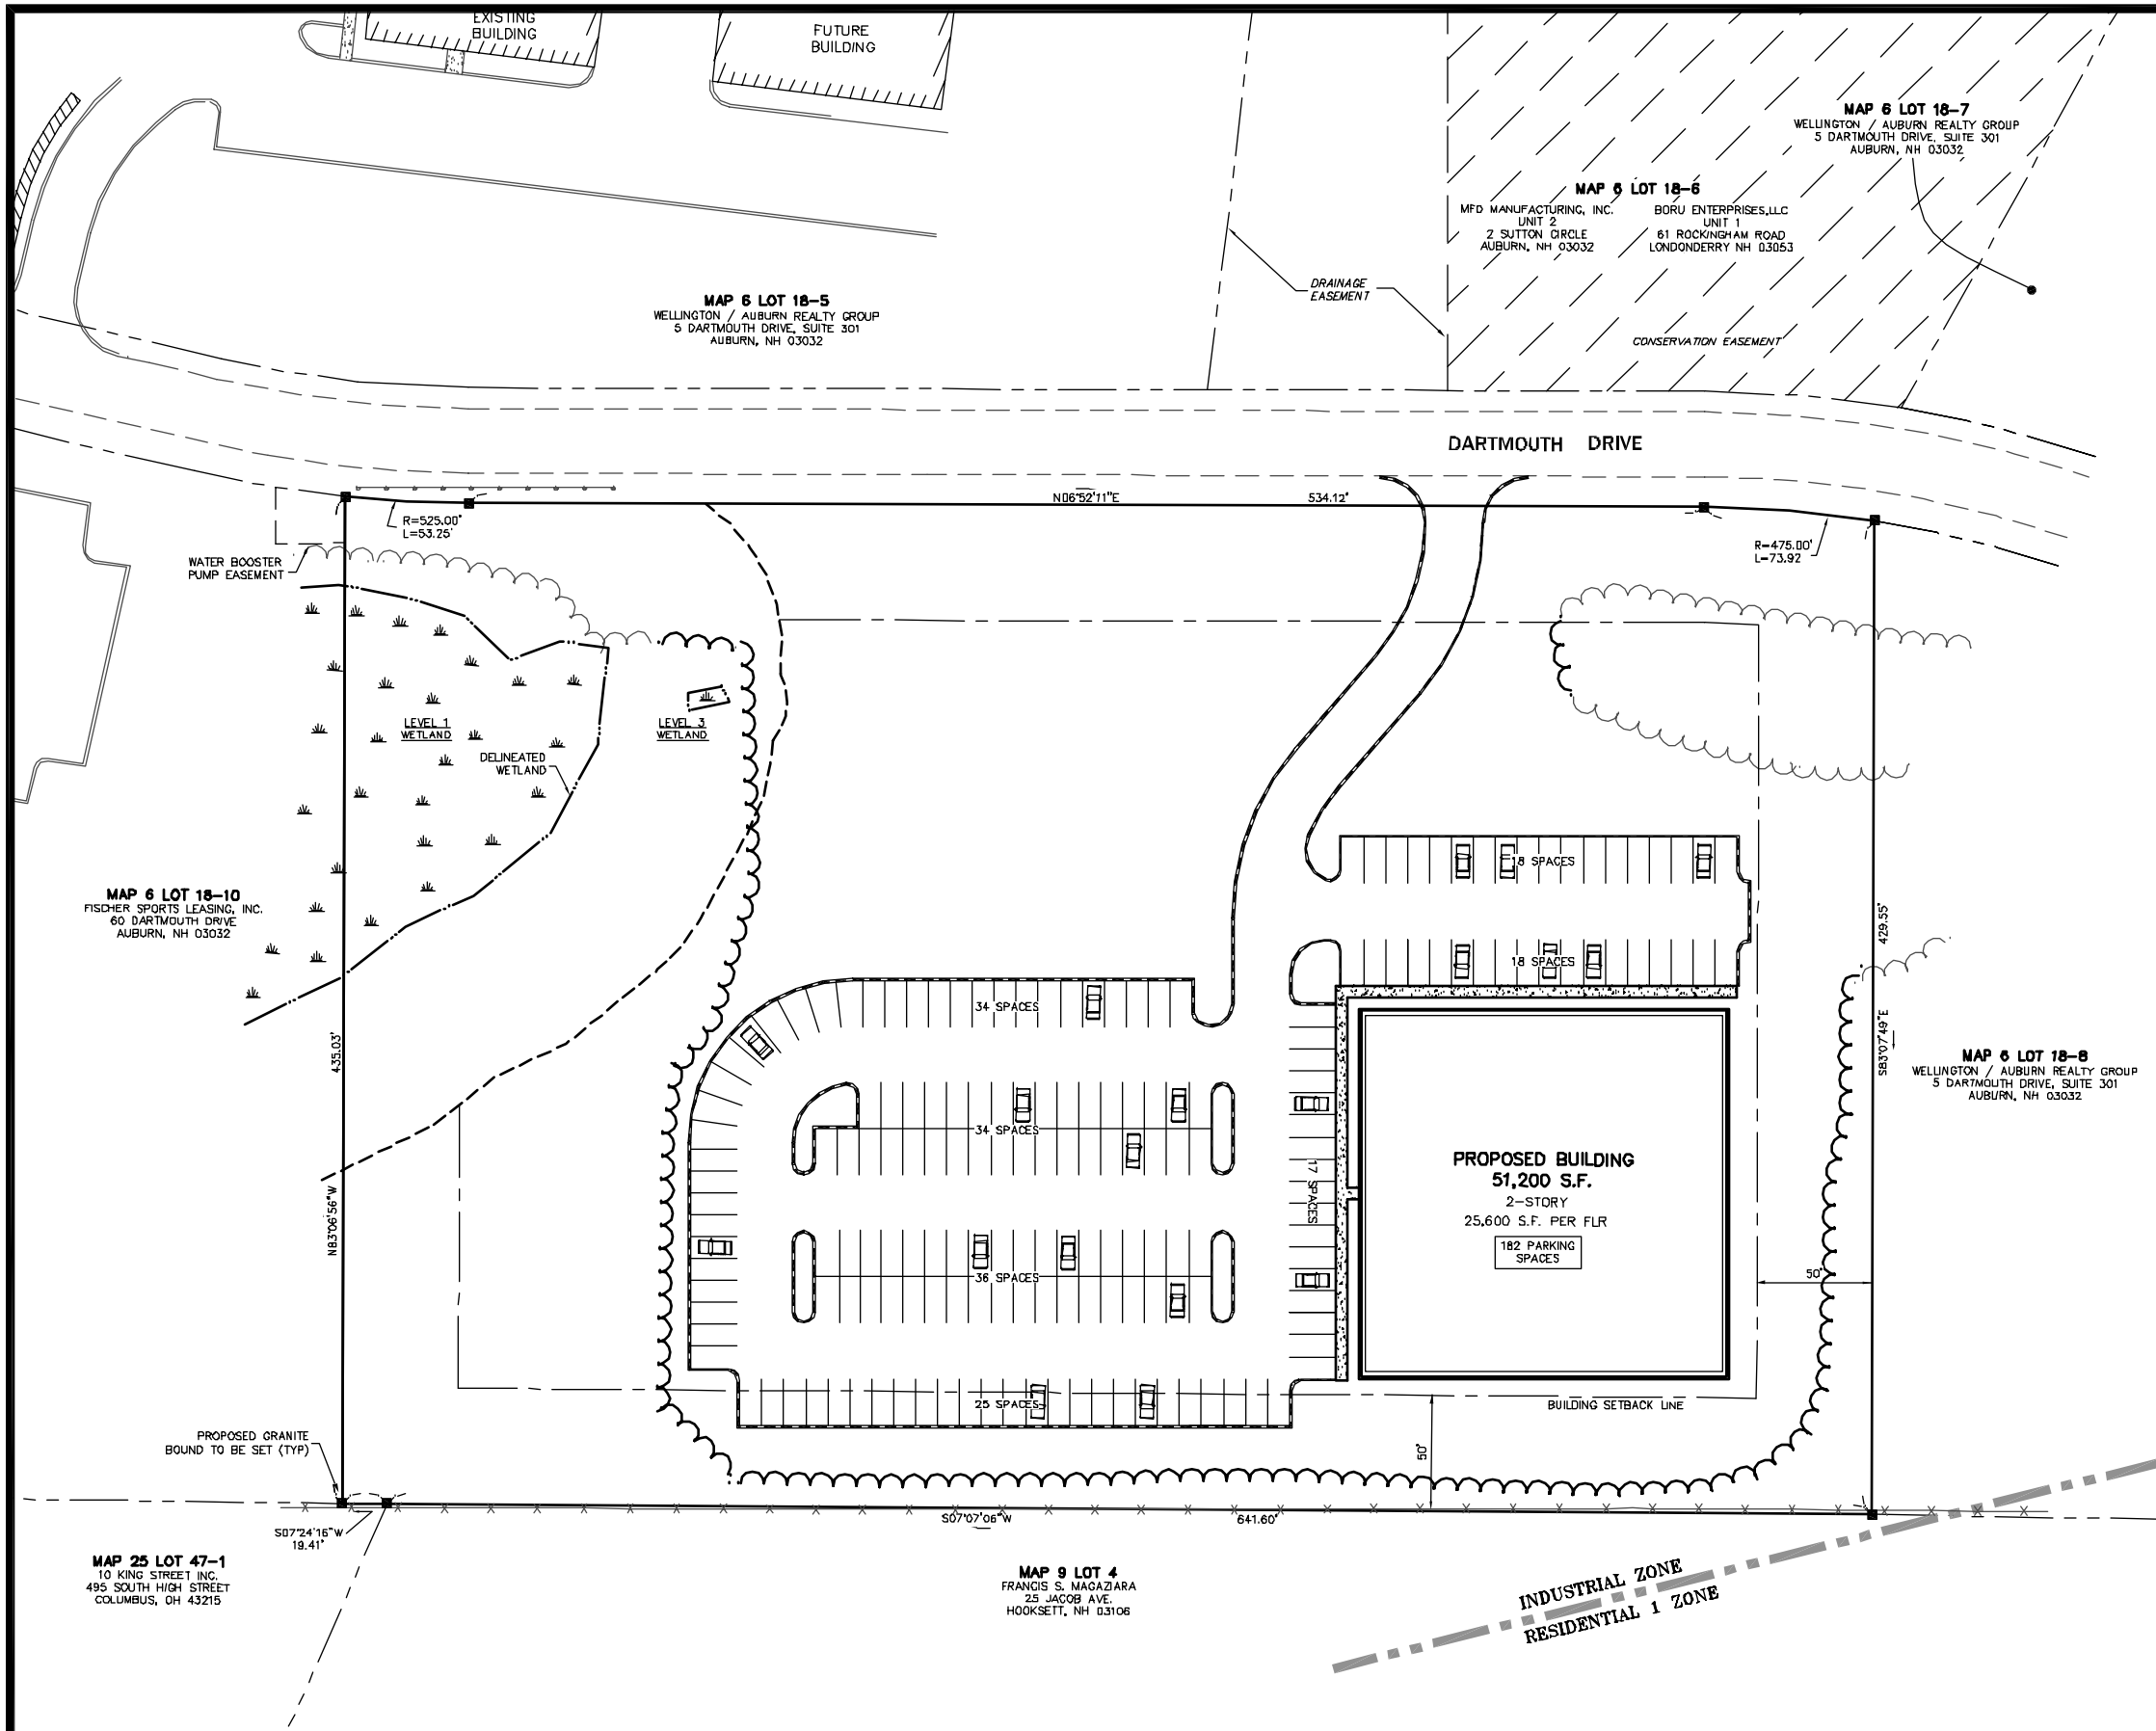 EXISTING
BUILDING
FUTURE
BUILDING
MAP 6 LOT 18-7
WELLINGTON / AUBURN REALTY GROUP
5 DARTMOUTH DRIVE, SUITE 301
AUBURN, NH 03032
MAP 6 LOT 18-6
MFD MANUFACTURING, INC.
UNIT 2
2 SUTTON CIRCLE
AUBURN, NH 03032
BORU ENTERPRISES,LLC
UNIT 1
61 ROCKINGHAM ROAD
LONDONDERRY NH 03053
DRAINAGE
EASEMENT
MAP 6 LOT 18-5
WELLINGTON / AUBURN REALTY GROUP
5 DARTMOUTH DRIVE, SUITE 301
AUBURN, NH 03032
CONSERVATION EASEMENT
DARTMOUTH DRIVE
N06°52'11"E
534.12'
R=525.00'
L=53.25'
R=475.00'
L=73.92
WATER BOOSTER
PUMP EASEMENT
LEVEL 1
WETLAND
LEVEL 3
WETLAND
DELINEATED
WETLAND
MAP 6 LOT 18-10
FISCHER SPORTS LEASING, INC.
60 DARTMOUTH DRIVE
AUBURN, NH 03032
18 SPACES
18 SPACES
429.55'
S83°07'49"E
34 SPACES
435.03'
N83°06'56"W
34 SPACES
17 SPACES
36 SPACES
25 SPACES
PROPOSED BUILDING
51,200 S.F.
2-STORY
25,600 S.F. PER FLR
182 PARKING
SPACES
MAP 6 LOT 18-8
WELLINGTON / AUBURN REALTY GROUP
5 DARTMOUTH DRIVE, SUITE 301
AUBURN, NH 03032
50'
BUILDING SETBACK LINE
50'
PROPOSED GRANITE
BOUND TO BE SET (TYP)
S07°24'16"W
19.41'
S07°07'06"W
641.60'
MAP 25 LOT 47-1
10 KING STREET INC.
495 SOUTH HIGH STREET
COLUMBUS, OH 43215
MAP 9 LOT 4
FRANCIS S. MAGAZIARA
25 JACOB AVE.
HOOKSETT, NH 03106
INDUSTRIAL ZONE
RESIDENTIAL 1 ZONE